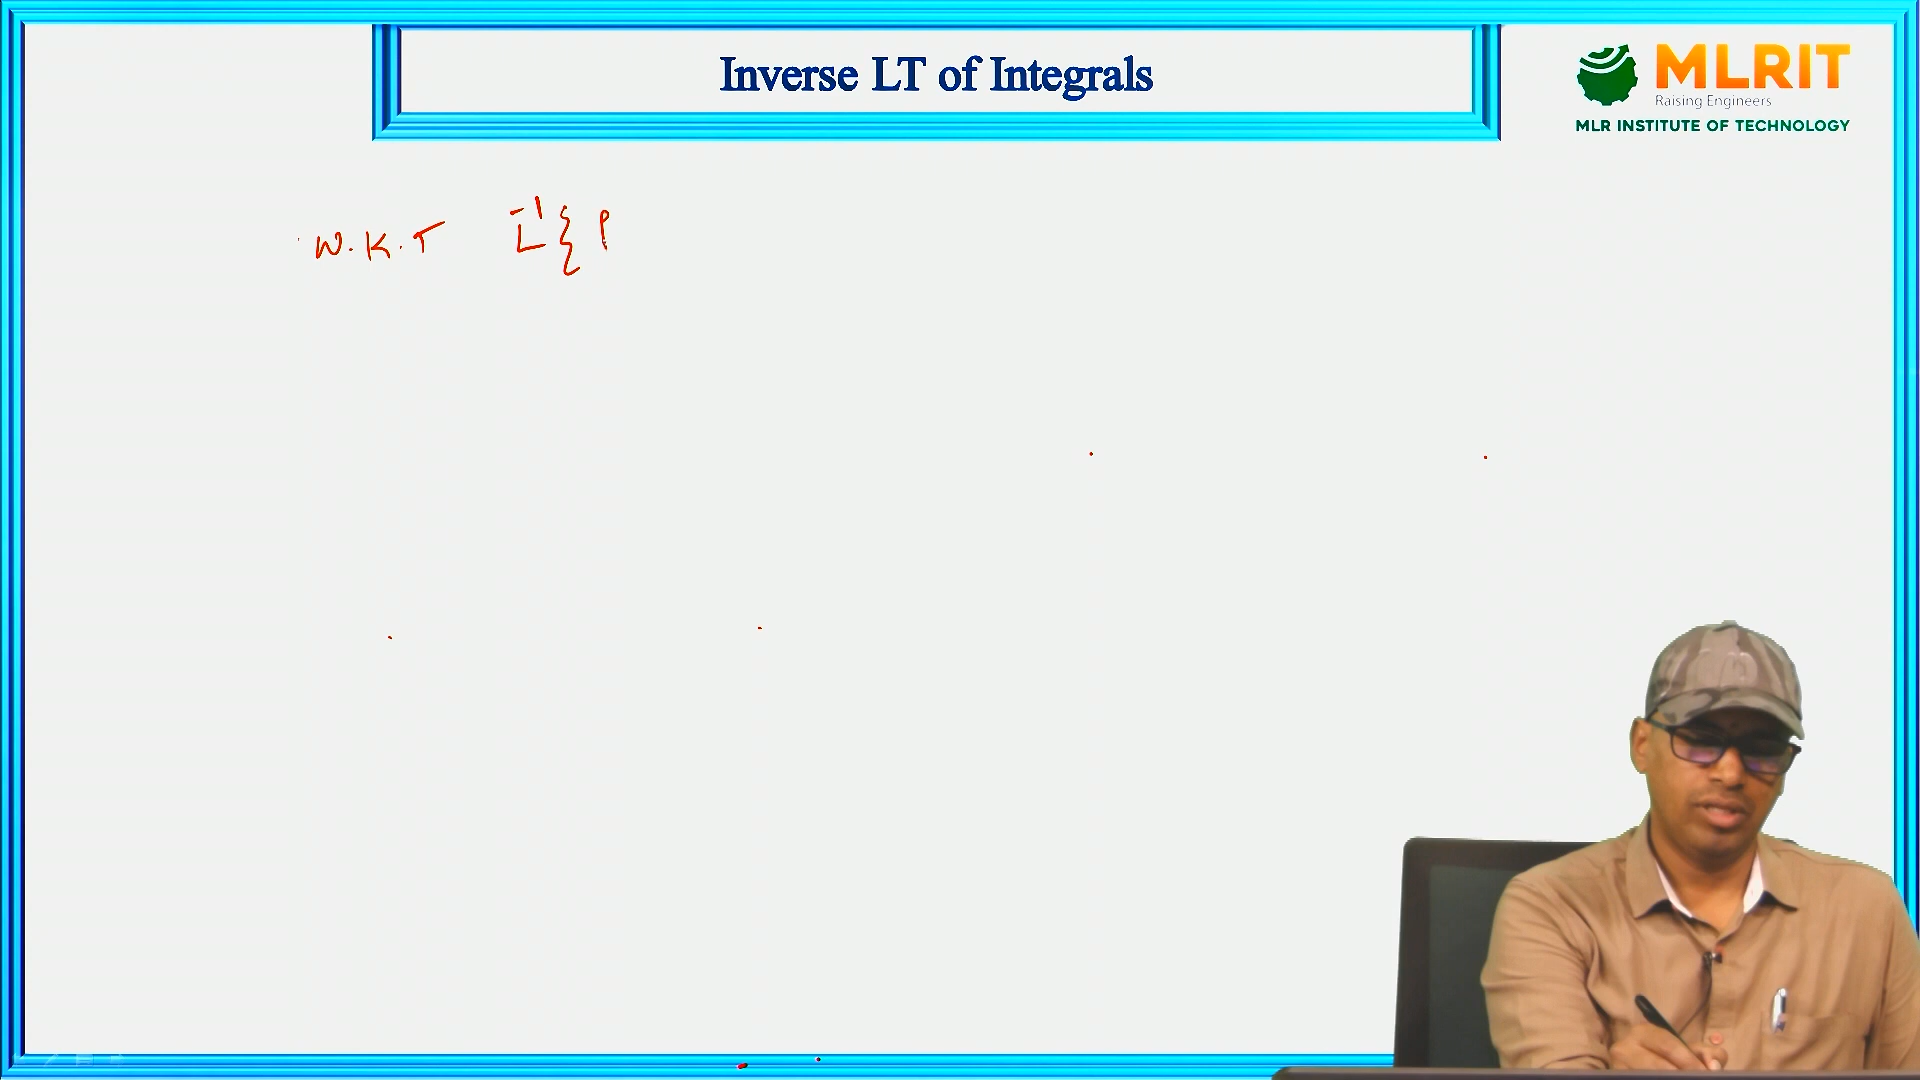 Inverse LT of Integrals
MLRIT
Raising Engineers
MLR INSTITUTE OF TECHNOLOGY
W.K.T L⁻¹{